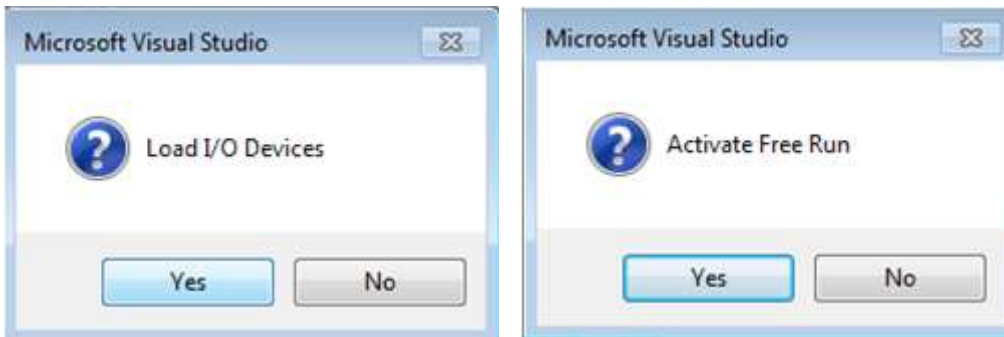 Microsoft Visual Studio
Load I/O Devices
Yes No
Microsoft Visual Studio
Activate Free Run
Yes No